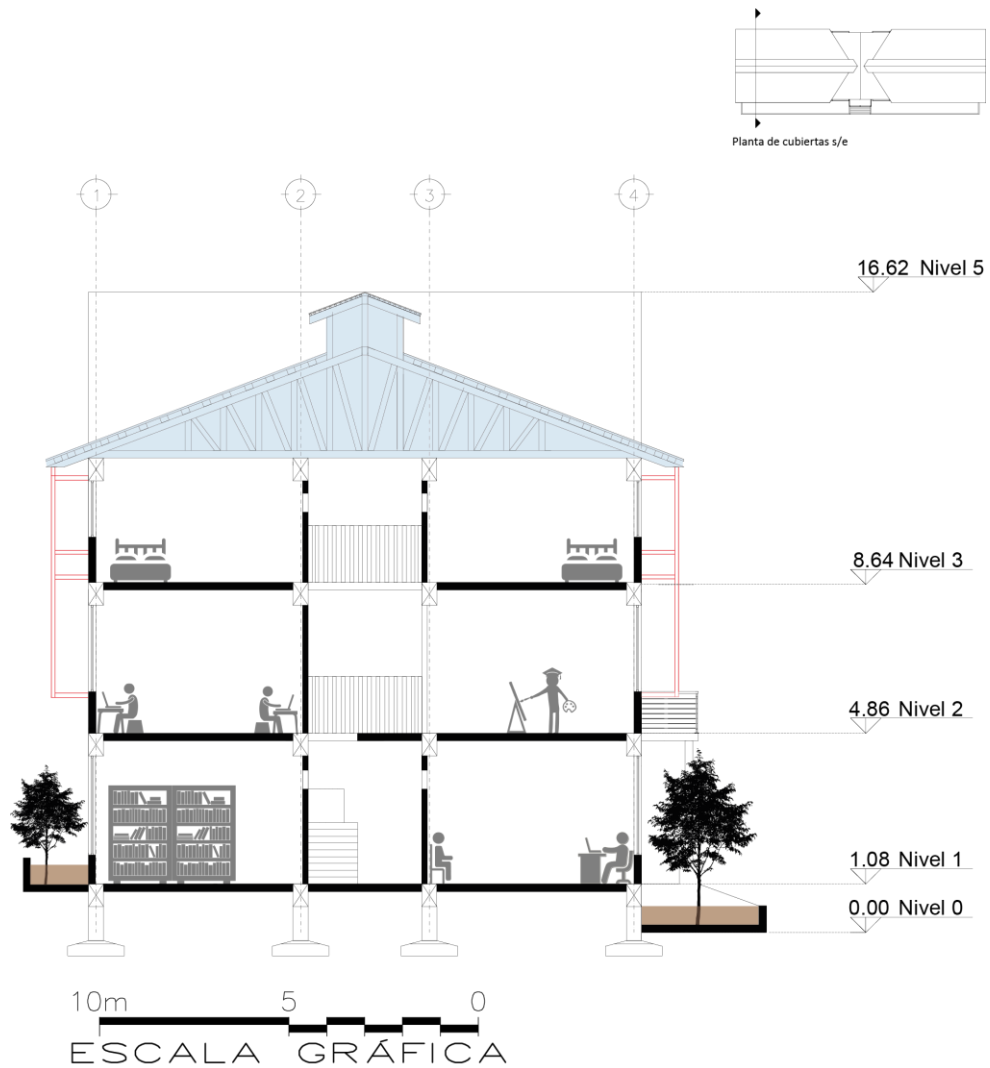 Planta de cubiertas s/e
1 2 3 4
16.62 Nivel 5
8.64 Nivel 3
4.86 Nivel 2
1.08 Nivel 1
0.00 Nivel 0
10m 5 0
ESCALA GRÁFICA